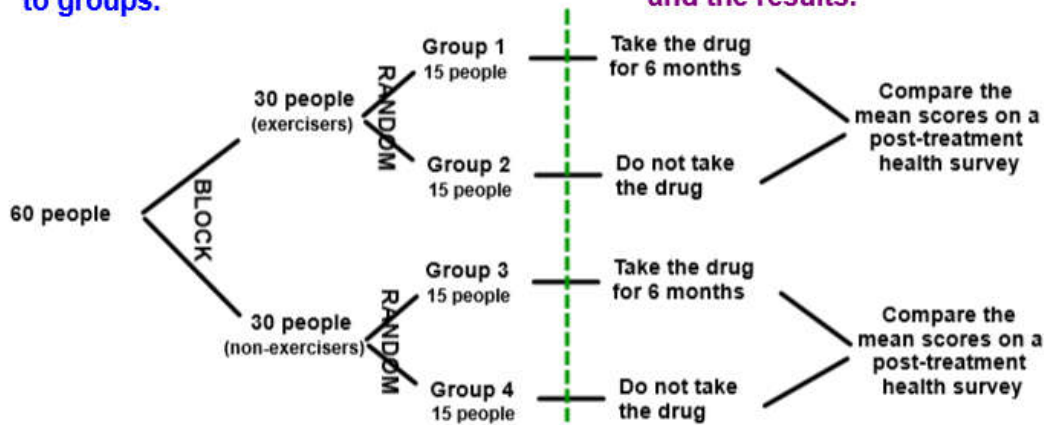 to groups.
and the results.
60 people
BLOCK
30 people
(exercisers)
RANDOM
Group 1
15 people
Take the drug
for 6 months
Group 2
15 people
Do not take
the drug
Compare the
mean scores on a
post-treatment
health survey
30 people
(non-exercisers)
RANDOM
Group 3
15 people
Take the drug
for 6 months
Group 4
15 people
Do not take
the drug
Compare the
mean scores on a
post-treatment
health survey